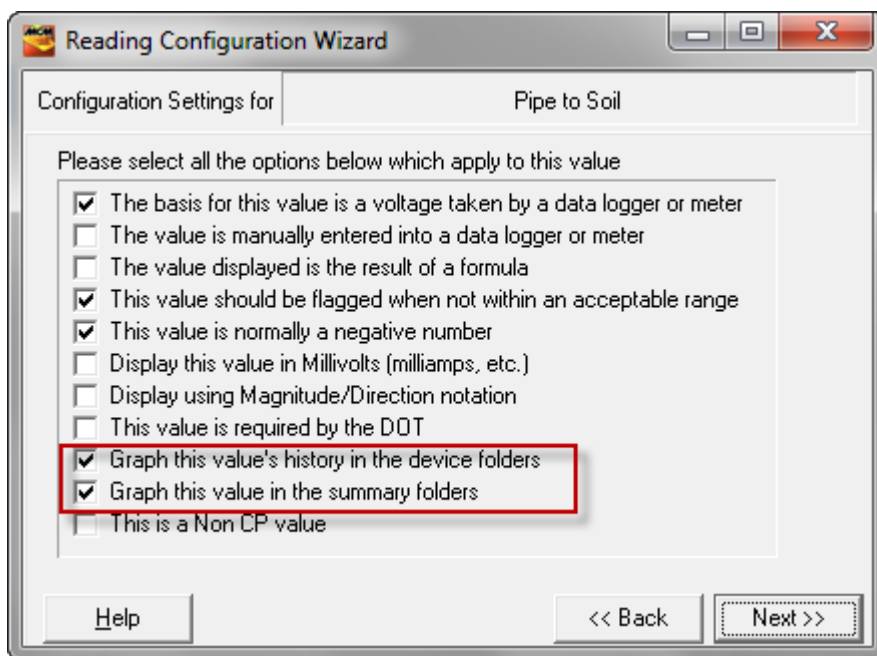 MCM
Reading Configuration Wizard
Configuration Settings for Pipe to Soil
Please select all the options below which apply to this value
The basis for this value is a voltage taken by a data logger or meter
The value is manually entered into a data logger or meter
The value displayed is the result of a formula
This value should be flagged when not within an acceptable range
This value is normally a negative number
Display this value in Millivolts (milliamps, etc.)
Display using Magnitude/Direction notation
This value is required by the DOT
Graph this value's history in the device folders
Graph this value in the summary folders
This is a Non CP value
Help << Back Next >>